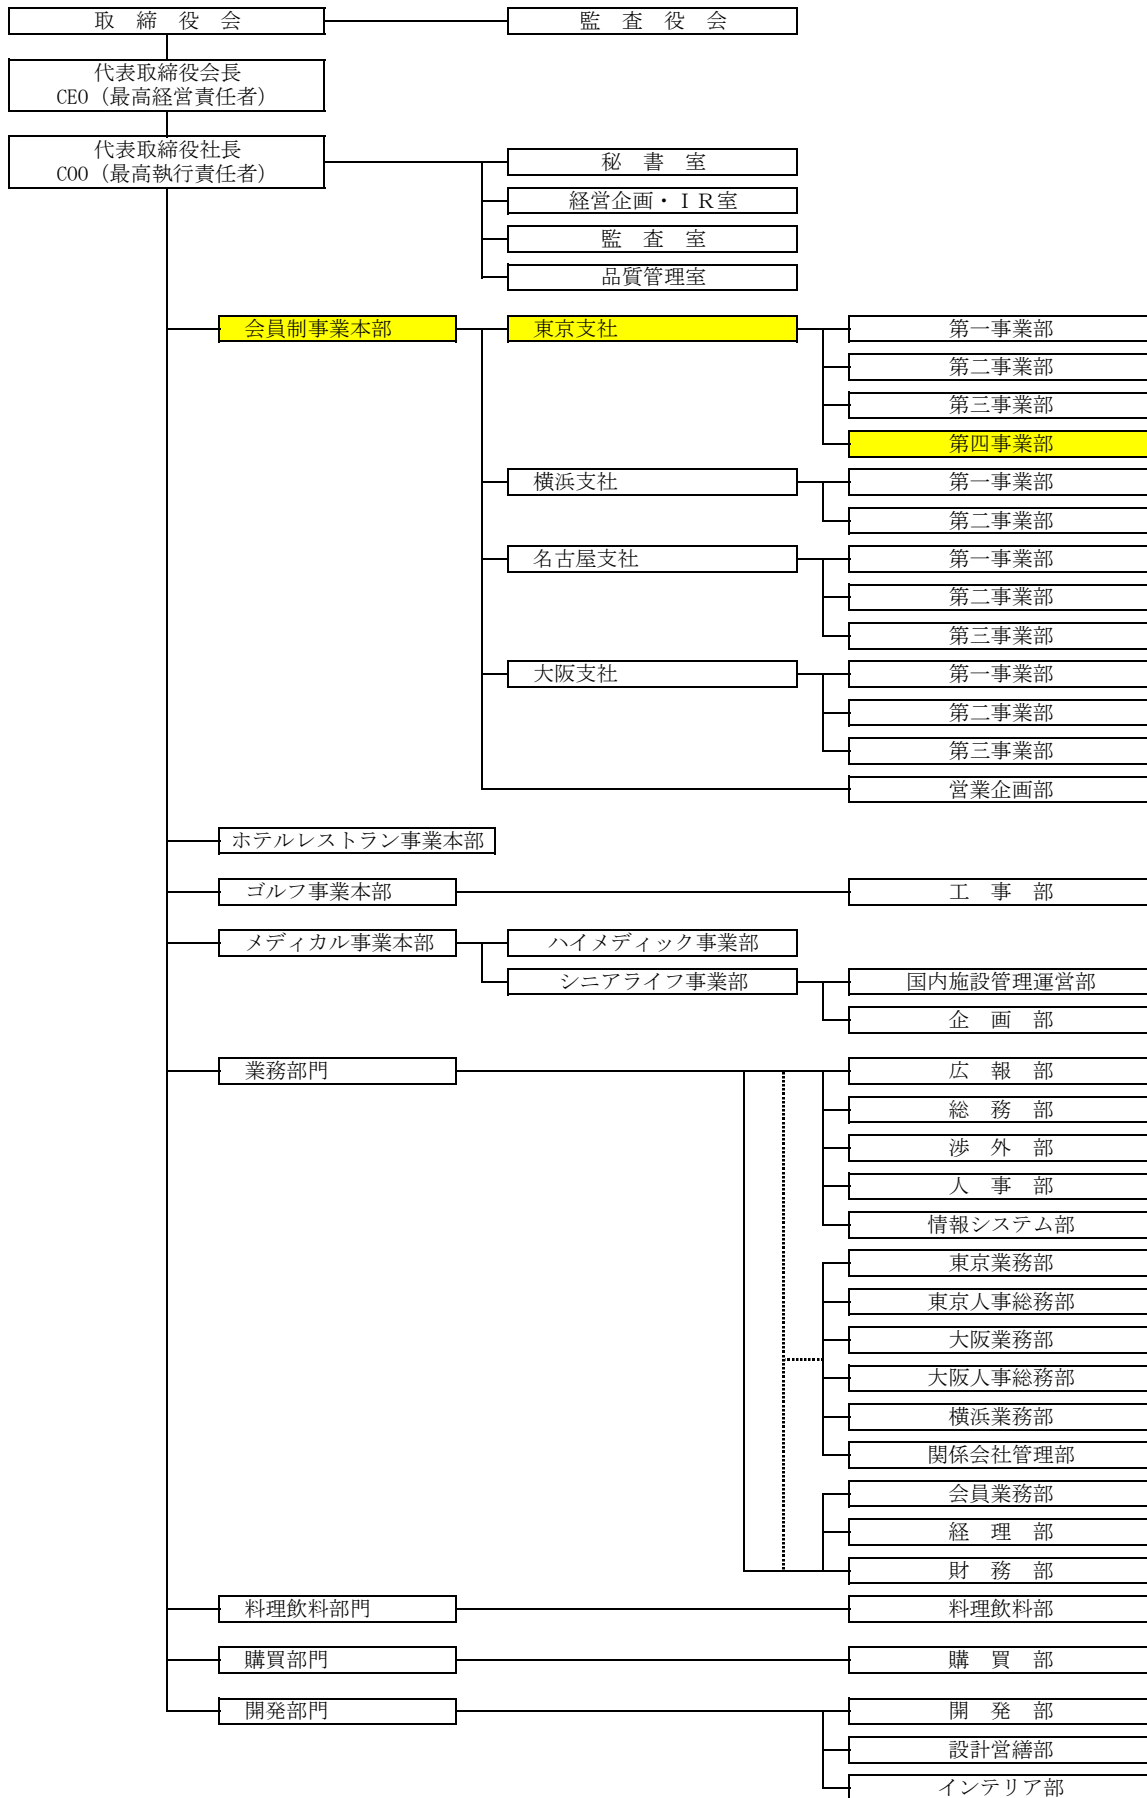 取　締　役　会
監　査　役　会
代表取締役会長
CEO（最高経営責任者）
代表取締役社長
COO（最高執行責任者）
秘　書　室
経営企画・ＩＲ室
監　査　室
品質管理室
会員制事業本部
東京支社
第一事業部
第二事業部
第三事業部
第四事業部
横浜支社
第一事業部
第二事業部
名古屋支社
第一事業部
第二事業部
第三事業部
大阪支社
第一事業部
第二事業部
第三事業部
営業企画部
ホテルレストラン事業本部
ゴルフ事業本部
工　事　部
メディカル事業本部
ハイメディック事業部
シニアライフ事業部
国内施設管理運営部
企　画　部
業務部門
広　報　部
総　務　部
渉　外　部
人　事　部
情報システム部
東京業務部
東京人事総務部
大阪業務部
大阪人事総務部
横浜業務部
関係会社管理部
会員業務部
経　理　部
財　務　部
料理飲料部門
料理飲料部
購買部門
購　買　部
開発部門
開　発　部
設計営繕部
インテリア部